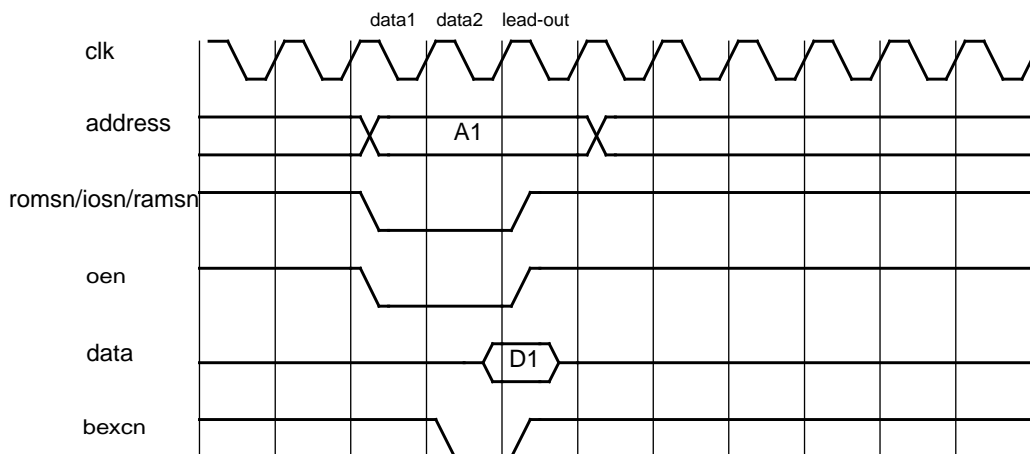 data1 data2 lead-out
clk
address
A1
romsn/iosn/ramsn
oen
data
D1
bexcn